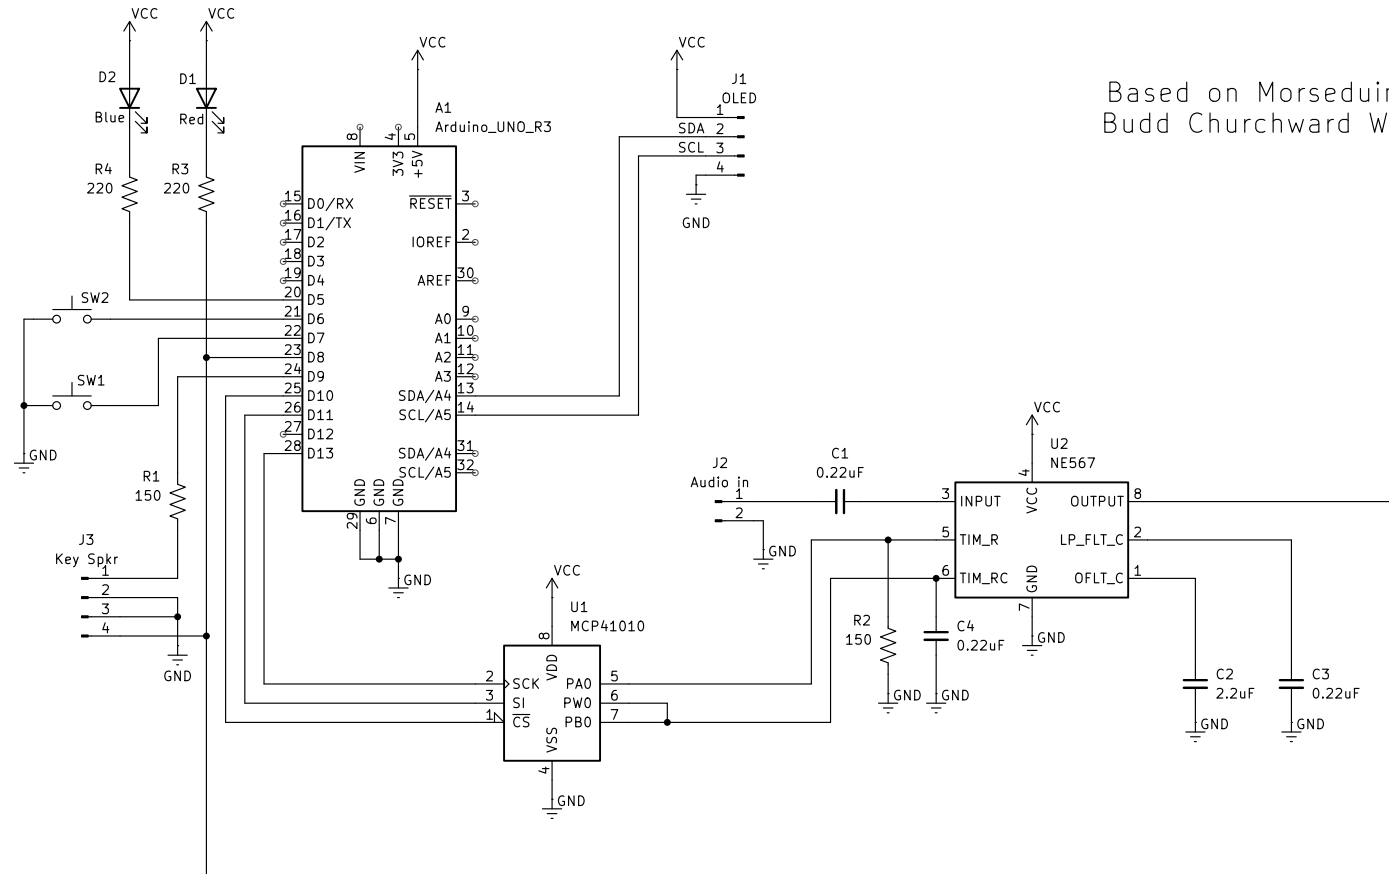 VCC
VCC
VCC
VCC
D2
D1
Blue
Red
R4
220
R3
220
A1
Arduino_UNO_R3
J1
OLED
1
SDA 2
SCL 3
4
GND
Based on
Budd Churchward
8
4
5
VIN
3V3
+5V
15 D0/RX
16 D1/TX
17 D2
18 D3
19 D4
20 D5
21 D6
22 D7
23 D8
24 D9
25 D10
26 D11
27 D12
28 D13
RESET 3
IOREF 2
AREF 30
A0 9
A1 10
A2 11
A3 12
SDA/A4 13
SCL/A5 14
SDA/A4 31
SCL/A5 32
GND
GND
GND
29
6
7
GND
SW2
SW1
GND
R1
150
J3
Key Spkr
1
2
3
4
GND
VCC
U1
MCP41010
8
VDD
2 SCK
3 SI
1 CS
PA0 5
PW0 6
PB0 7
VSS
4
GND
J2
Audio in
1
2
GND
C1
0.22uF
VCC
U2
NE567
4
VCC
3 INPUT
5 TIM_R
6 TIM_RC
OUTPUT 8
LP_FLT_C 2
OFLT_C 1
GND
7
GND
R2
150
GND
C4
0.22uF
GND
C2
2.2uF
GND
C3
0.22uF
GND